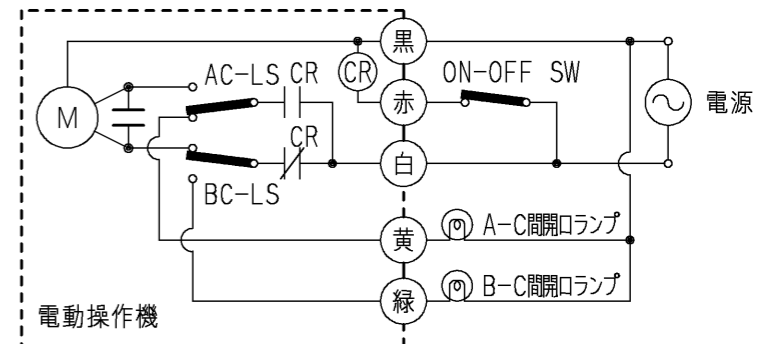 黒
AC-LS CR
CR
ON-OFF SW
赤
M
電源
CR
白
BC-LS
黄
A-C間開ロランプ
緑
B-C間開ロランプ
電動操作機